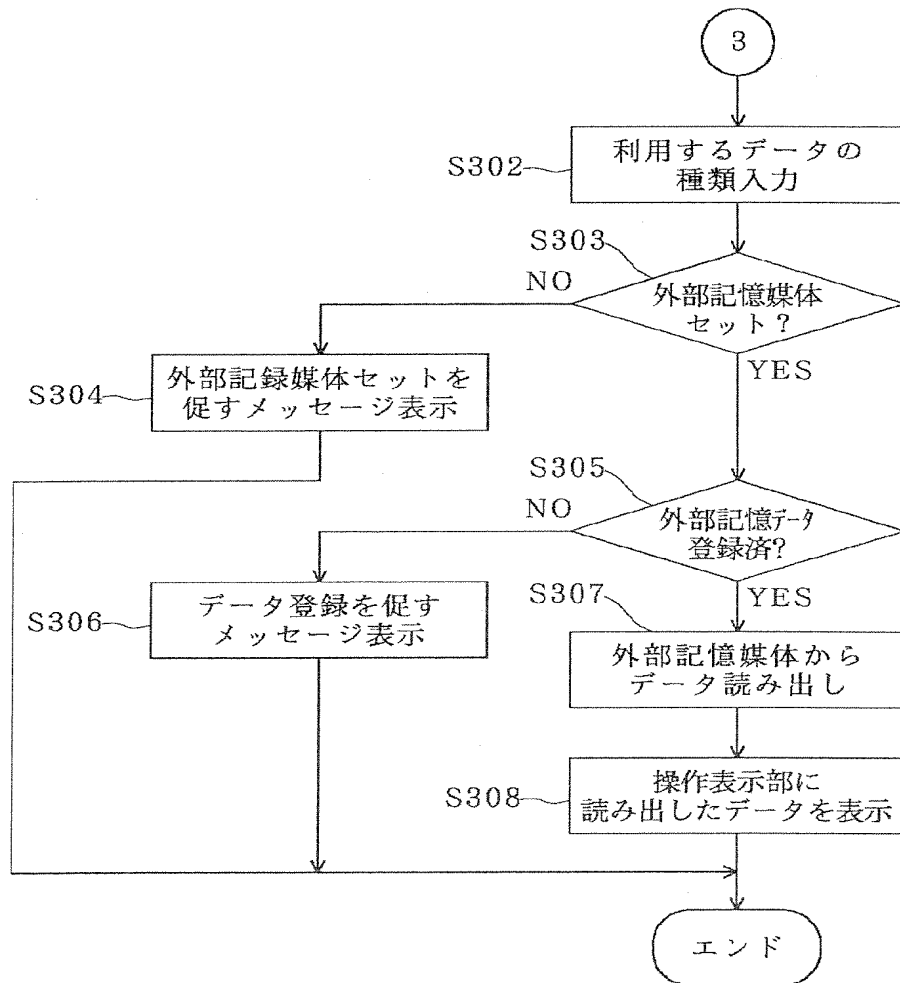 3
S302
利用するデータの
種類入力
S303
NO
外部記憶媒体
セット?
YES
S304
外部記録媒体セットを
促すメッセージ表示
S305
NO
外部記憶データ
登録済?
YES
S306
データ登録を促す
メッセージ表示
S307
外部記憶媒体から
データ読み出し
S308
操作表示部に
読み出したデータを表示
エンド